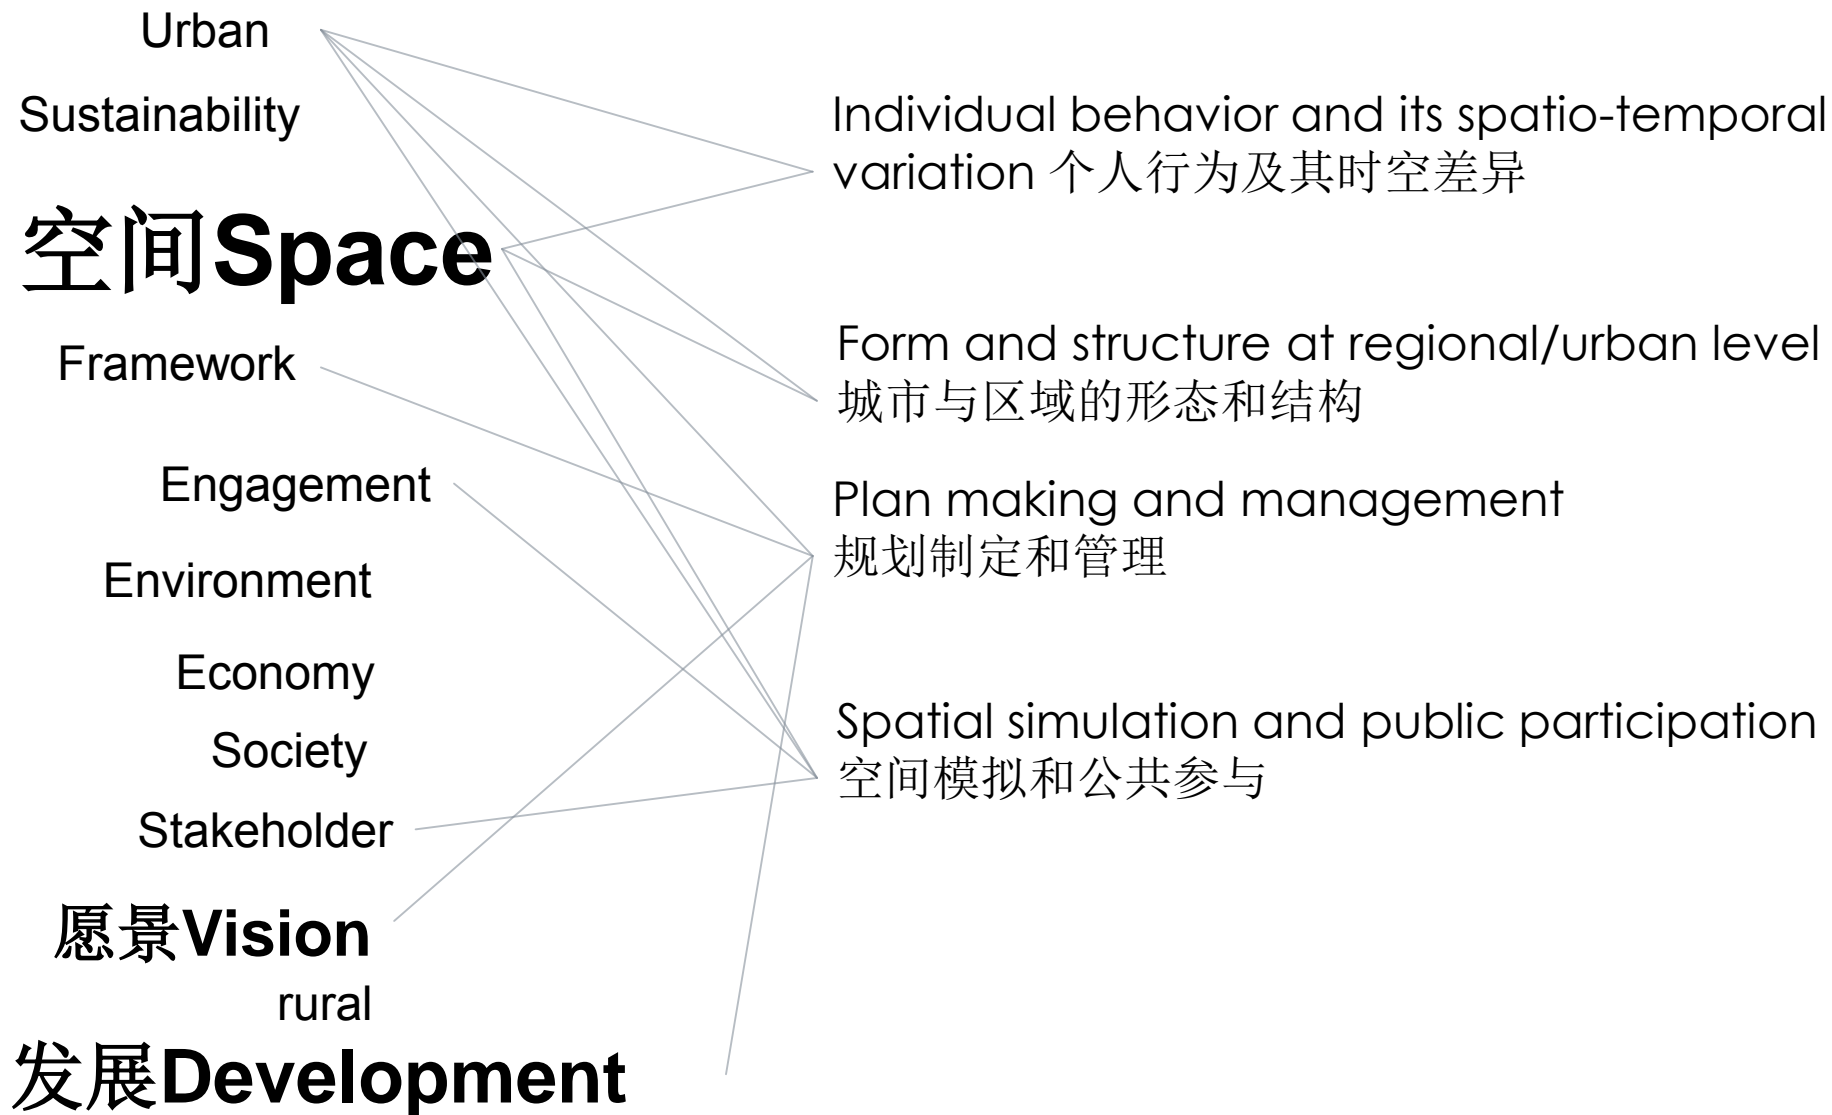 Urban
Sustainability
空间Space
Framework
Engagement
Environment
Economy
Society
Stakeholder
愿景Vision
rural
发展Development
Individual behavior and its spatio-temporal
variation 个人行为及其时空差异
Form and structure at regional/urban level
城市与区域的形态和结构
Plan making and management
规划制定和管理
Spatial simulation and public participation
空间模拟和公共参与